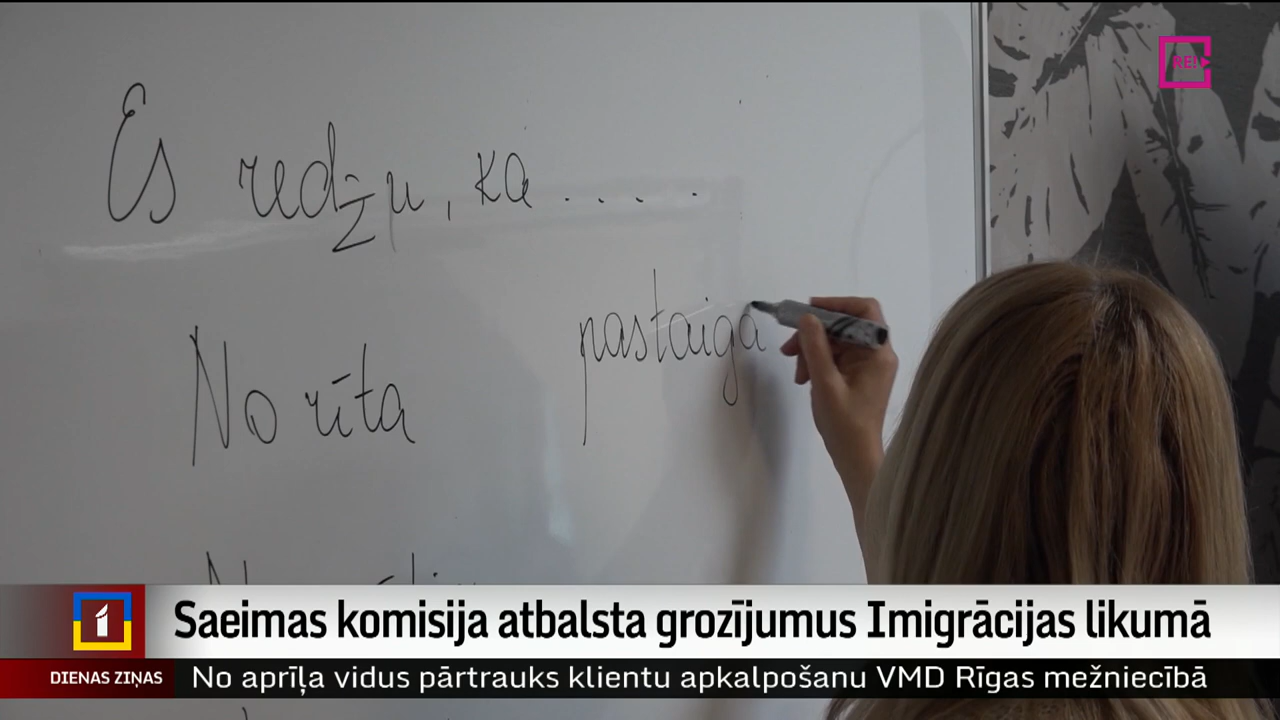 RE!
Es redzu, ka . . . .
pastaiga
No rīta
1 Saeimas komisija atbalsta grozījumus Imigrācijas likumā
DIENAS ZIŅAS No aprīļa vidus pārtrauks klientu apkalpošanu VMD Rīgas mežniecībā